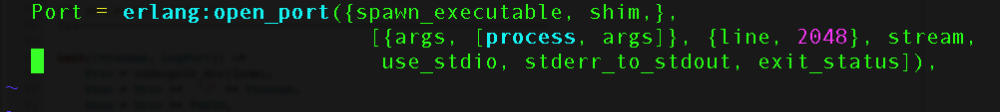 Port = erlang:open_port({spawn_executable, shim,},
[{args, [process, args]}, {line, 2048}, stream,
use_stdio, stderr_to_stdout, exit_status]),
~
~